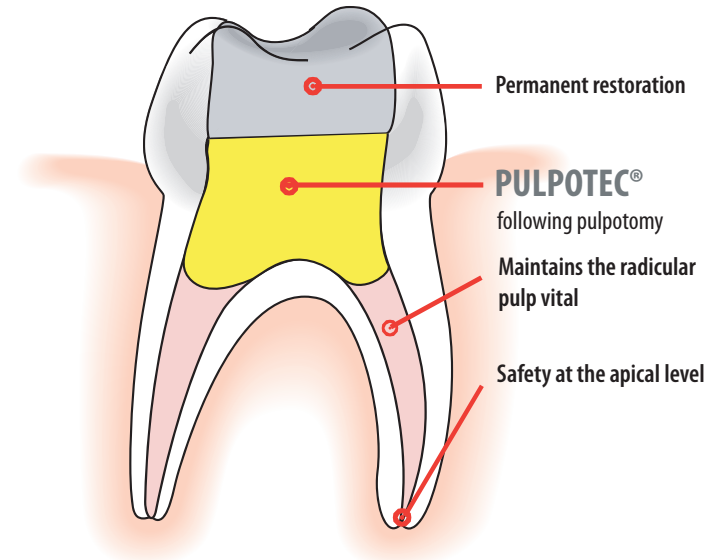 Permanent restoration
PULPOTEC®
following pulpotomy
Maintains the radicular
pulp vital
Safety at the apical level